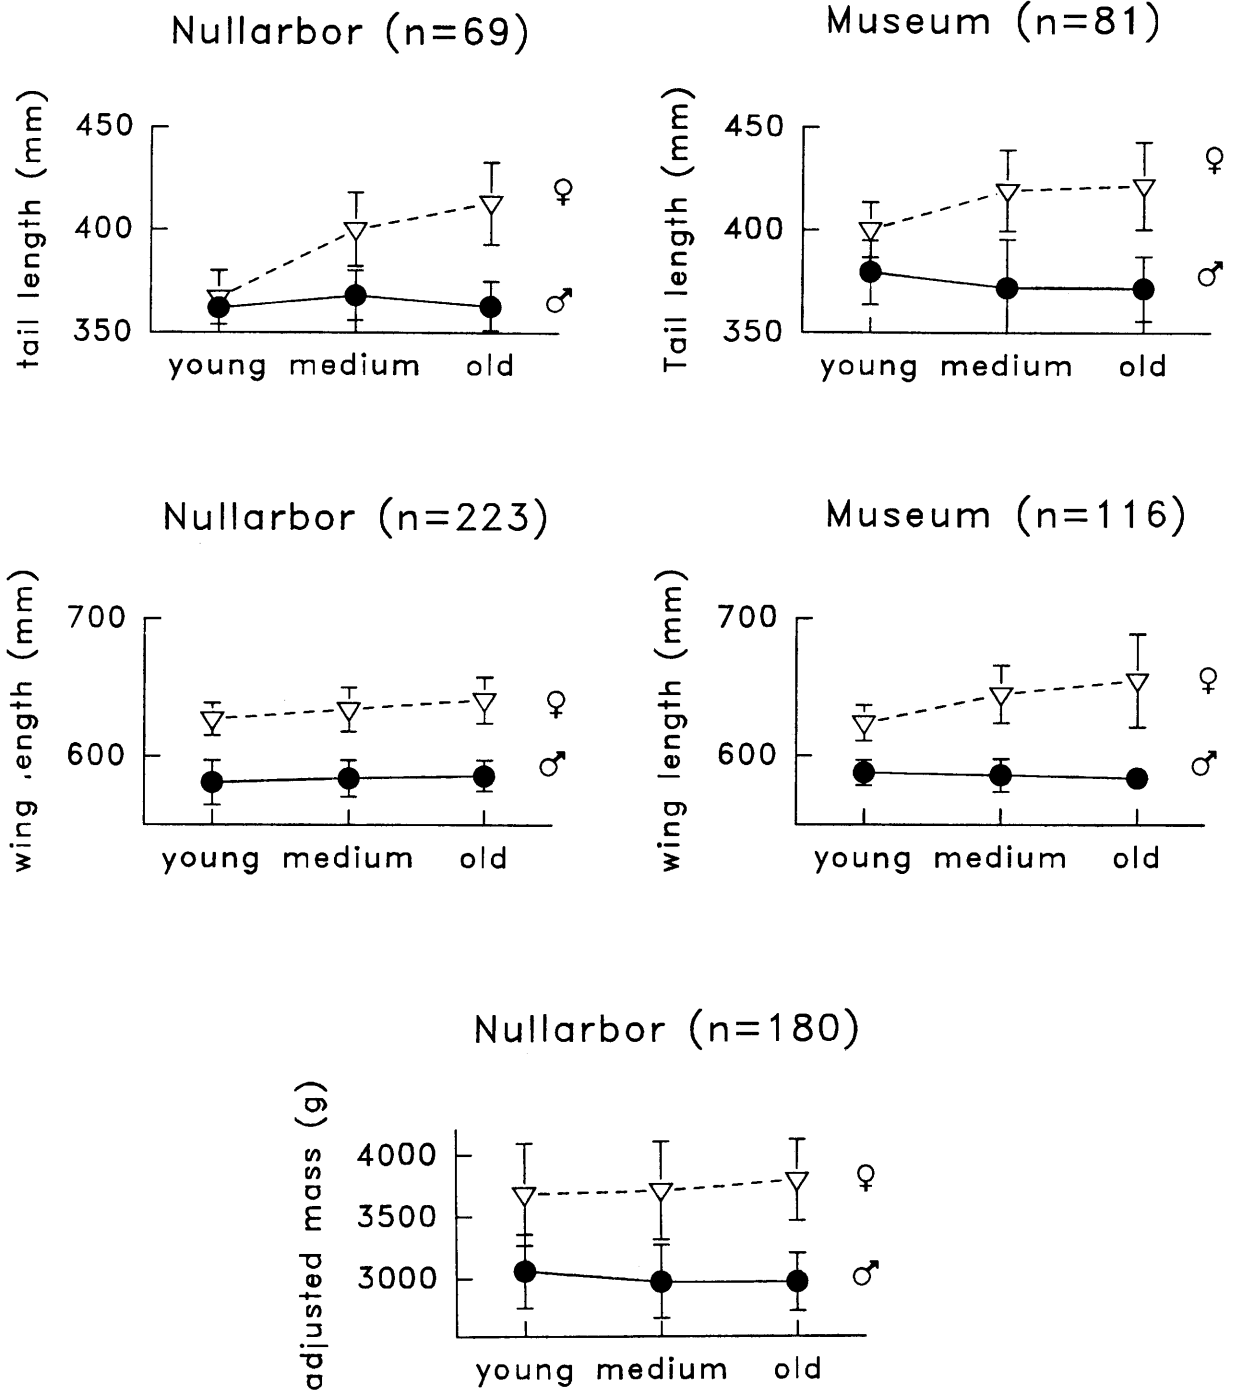 Nullarbor (n=69)
tail length (mm)
450
400
350
♀
♂
young medium old
Museum (n=81)
Tail length (mm)
450
400
350
♀
♂
young medium old
Nullarbor (n=223)
wing length (mm)
700
600
♀
♂
young medium old
Museum (n=116)
wing length (mm)
700
600
♀
♂
young medium old
Nullarbor (n=180)
adjusted mass (g)
4000
3500
3000
♀
♂
young medium old